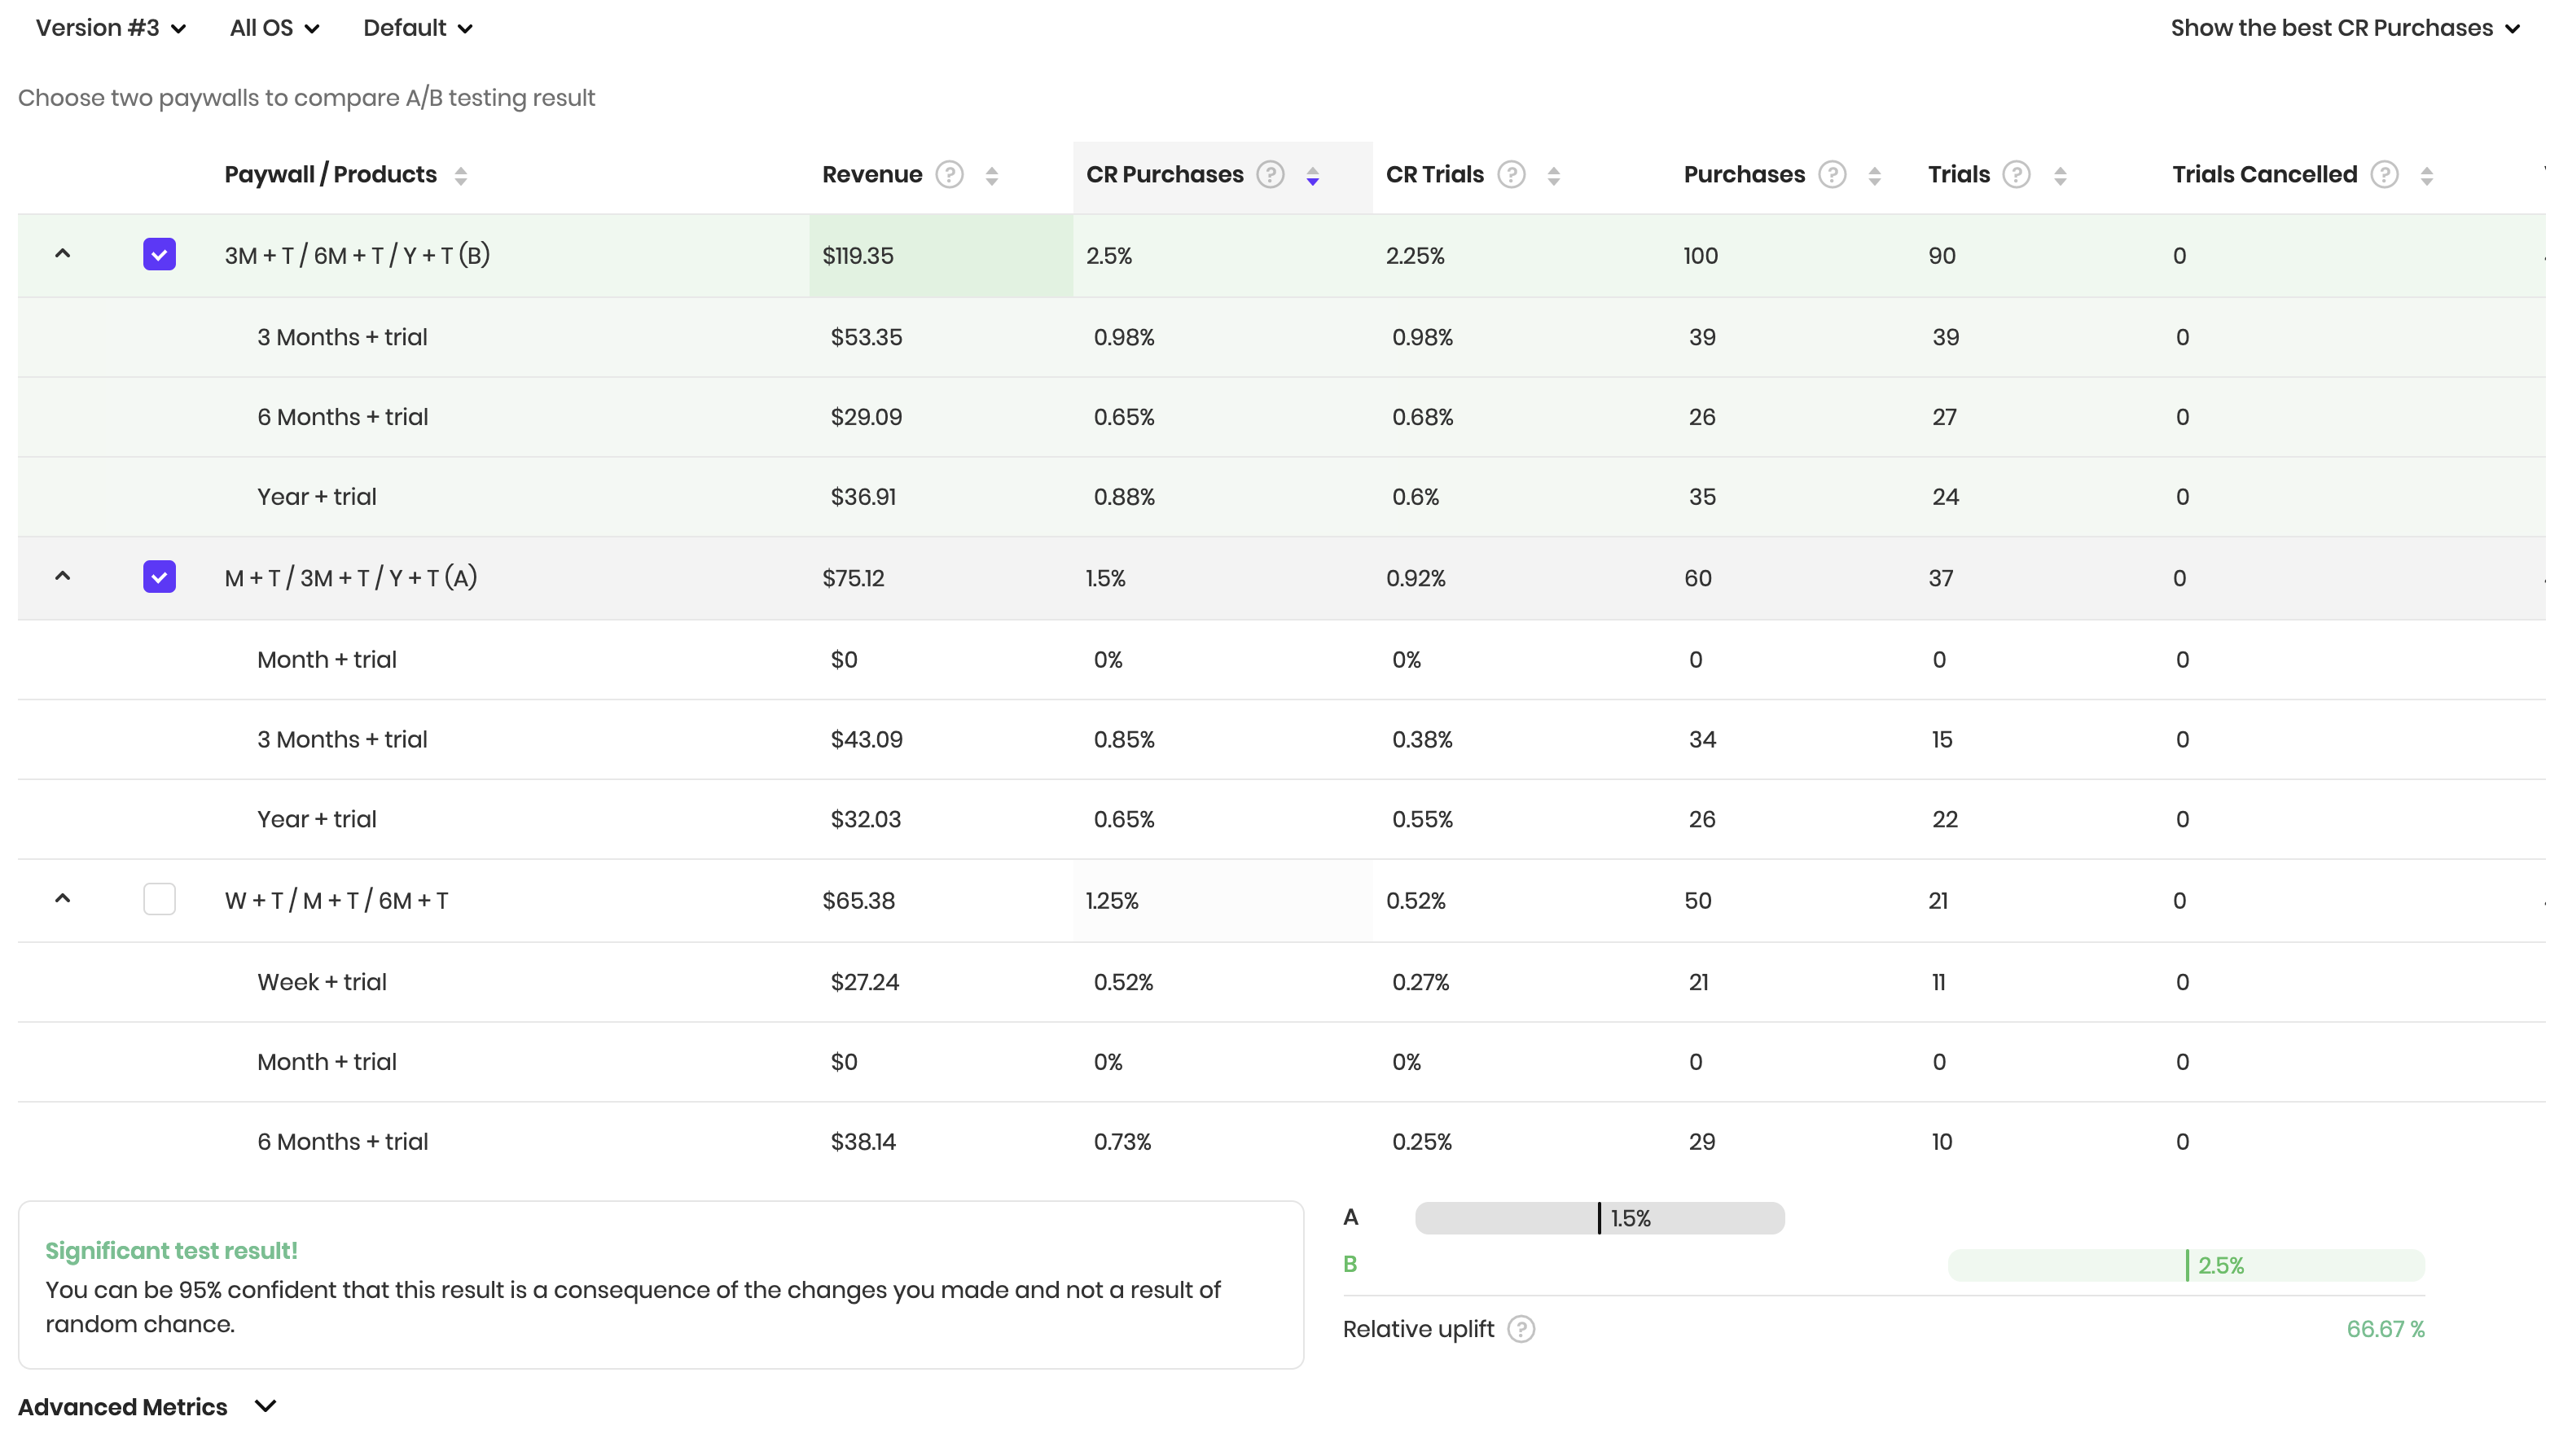 Version #3 All OS Default Show the best CR Purchases
Choose two paywalls to compare A/B testing result
Paywall / Products Revenue ? CR Purchases ? CR Trials ? Purchases ? Trials ? Trials Cancelled ?
3M + T / 6M + T / Y + T (B) $119.35 2.5% 2.25% 100 90 0
3 Months + trial $53.35 0.98% 0.98% 39 39 0
6 Months + trial $29.09 0.65% 0.68% 26 27 0
Year + trial $36.91 0.88% 0.6% 35 24 0
M + T / 3M + T / Y + T (A) $75.12 1.5% 0.92% 60 37 0
Month + trial $0 0% 0% 0 0 0
3 Months + trial $43.09 0.85% 0.38% 34 15 0
Year + trial $32.03 0.65% 0.55% 26 22 0
W + T / M + T / 6M + T $65.38 1.25% 0.52% 50 21 0
Week + trial $27.24 0.52% 0.27% 21 11 0
Month + trial $0 0% 0% 0 0 0
6 Months + trial $38.14 0.73% 0.25% 29 10 0
Significant test result!
You can be 95% confident that this result is a consequence of the changes you made and not a result of
random chance.
A 1.5%
B 2.5%
Relative uplift ? 66.67 %
Advanced Metrics